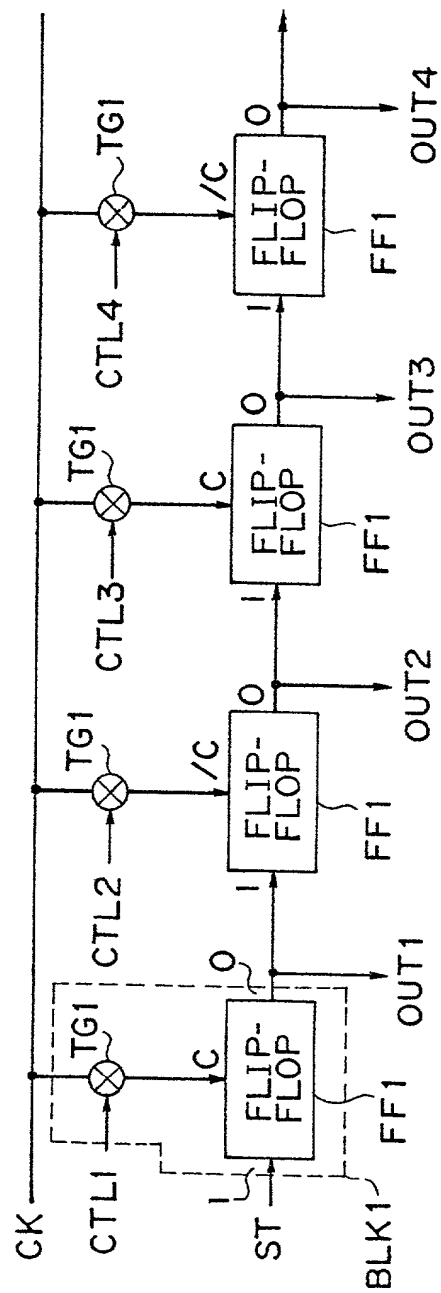 CK
CTL1
TG1
CTL2
TG1
CTL3
TG1
CTL4
TG1
C
/C
C
/C
ST
I
FLIP-
FLOP
O
I
FLIP-
FLOP
O
I
FLIP-
FLOP
O
I
FLIP-
FLOP
O
BLK1
FF1
OUT1
FF1
OUT2
FF1
OUT3
FF1
OUT4